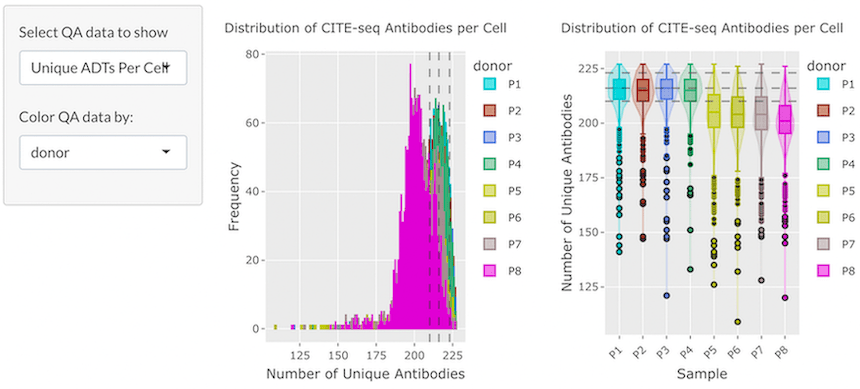 Select QA data to show
Unique ADTs Per Cell
Color QA data by:
donor
Distribution of CITE-seq Antibodies per Cell
Frequency
80
60
40
20
0
125 150 175 200 225
Number of Unique Antibodies
donor
P1
P2
P3
P4
P5
P6
P7
P8
Distribution of CITE-seq Antibodies per Cell
Number of Unique Antibodies
225
200
175
150
125
P1 P2 P3 P4 P5 P6 P7 P8
Sample
donor
P1
P2
P3
P4
P5
P6
P7
P8